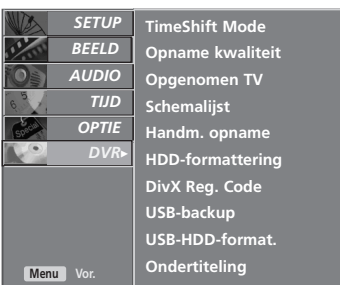 SETUP
BEELD
AUDIO
TIJD
OPTIE
DVR▸
Menu Vor.
TimeShift Mode
Opname kwaliteit
Opgenomen TV
Schemalijst
Handm. opname
HDD-formattering
DivX Reg. Code
USB-backup
USB-HDD-format.
Ondertiteling